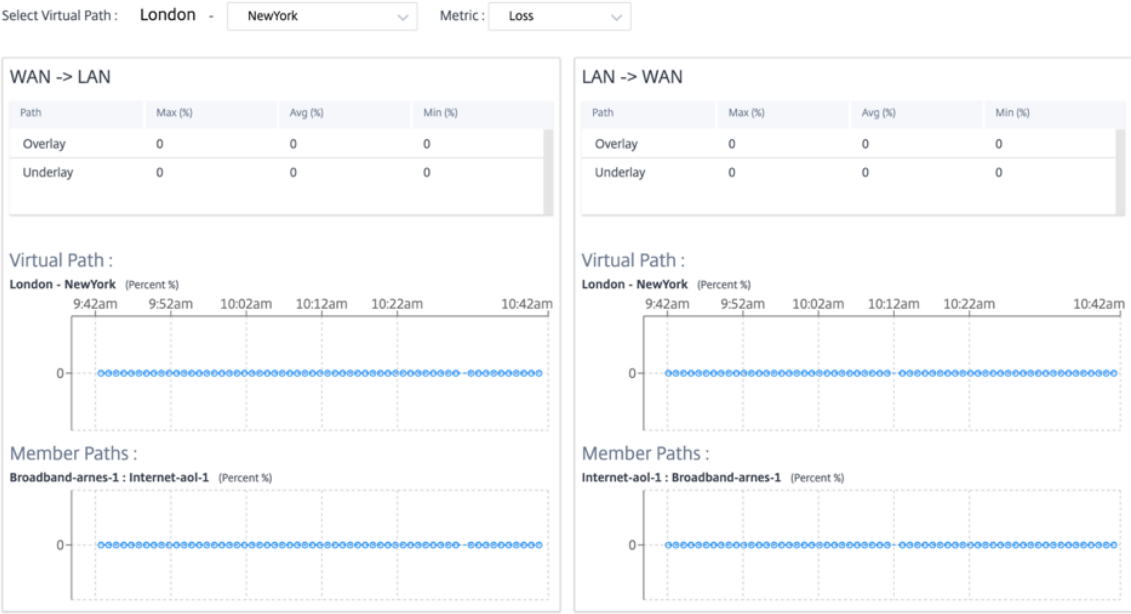 Select Virtual Path : London - NewYork Metric : Loss
WAN -> LAN
Path Max (%) Avg (%) Min (%)
Overlay 0 0 0
Underlay 0 0 0
Virtual Path :
London - NewYork (Percent %)
9:42am 9:52am 10:02am 10:12am 10:22am 10:42am
0
Member Paths :
Broadband-arnes-1 : Internet-aol-1 (Percent %)
0
LAN -> WAN
Path Max (%) Avg (%) Min (%)
Overlay 0 0 0
Underlay 0 0 0
Virtual Path :
London - NewYork (Percent %)
9:42am 9:52am 10:02am 10:12am 10:22am 10:42am
0
Member Paths :
Internet-aol-1 : Broadband-arnes-1 (Percent %)
0